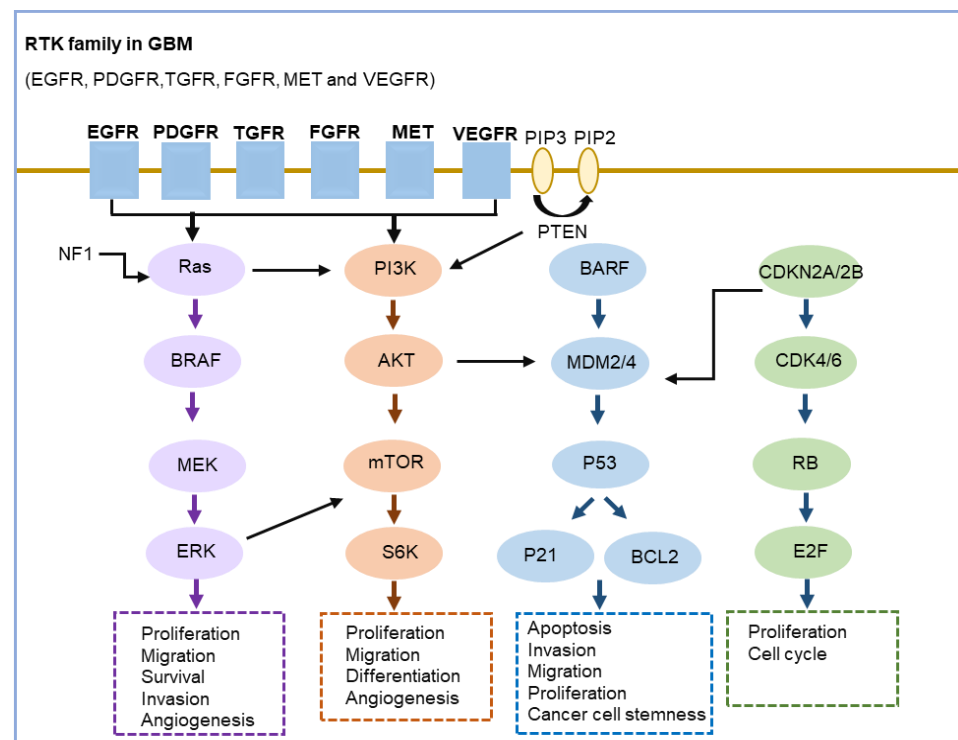 RTK family in GBM
(EGFR, PDGFR,TGFR, FGFR, MET and VEGFR)
EGFR PDGFR TGFR FGFR MET VEGFR PIP3 PIP2
PTEN
NF1
Ras PI3K BARF CDKN2A/2B
BRAF AKT MDM2/4 CDK4/6
MEK mTOR P53 RB
ERK S6K P21 BCL2 E2F
Proliferation
Migration
Survival
Invasion
Angiogenesis
Proliferation
Migration
Differentiation
Angiogenesis
Apoptosis
Invasion
Migration
Proliferation
Cancer cell stemness
Proliferation
Cell cycle